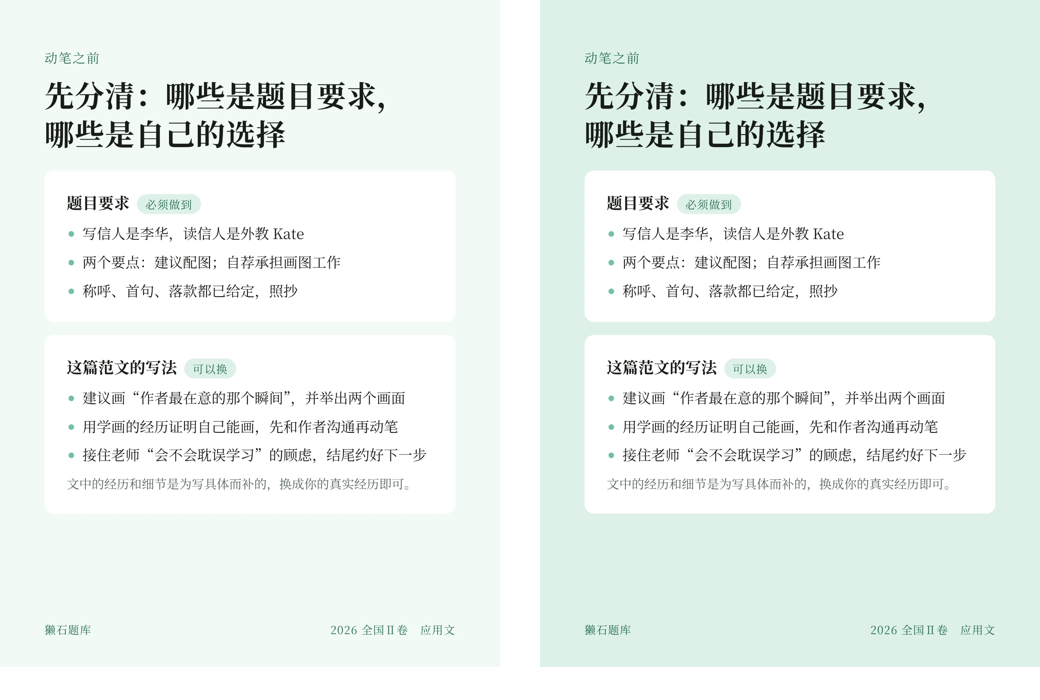 动笔之前
先分清：哪些是题目要求，
哪些是自己的选择
题目要求 必须做到
写信人是李华，读信人是外教 Kate
两个要点：建议配图；自荐承担画图工作
称呼、首句、落款都已给定，照抄
这篇范文的写法 可以换
建议画“作者最在意的那个瞬间”，并举出两个画面
用学画的经历证明自己能画，先和作者沟通再动笔
接住老师“会不会耽误学习”的顾虑，结尾约好下一步
文中的经历和细节是为写具体而补的，换成你的真实经历即可。
獭石题库
2026 全国Ⅱ卷 应用文
动笔之前
先分清：哪些是题目要求，
哪些是自己的选择
题目要求 必须做到
写信人是李华，读信人是外教 Kate
两个要点：建议配图；自荐承担画图工作
称呼、首句、落款都已给定，照抄
这篇范文的写法 可以换
建议画“作者最在意的那个瞬间”，并举出两个画面
用学画的经历证明自己能画，先和作者沟通再动笔
接住老师“会不会耽误学习”的顾虑，结尾约好下一步
文中的经历和细节是为写具体而补的，换成你的真实经历即可。
獭石题库
2026 全国Ⅱ卷 应用文